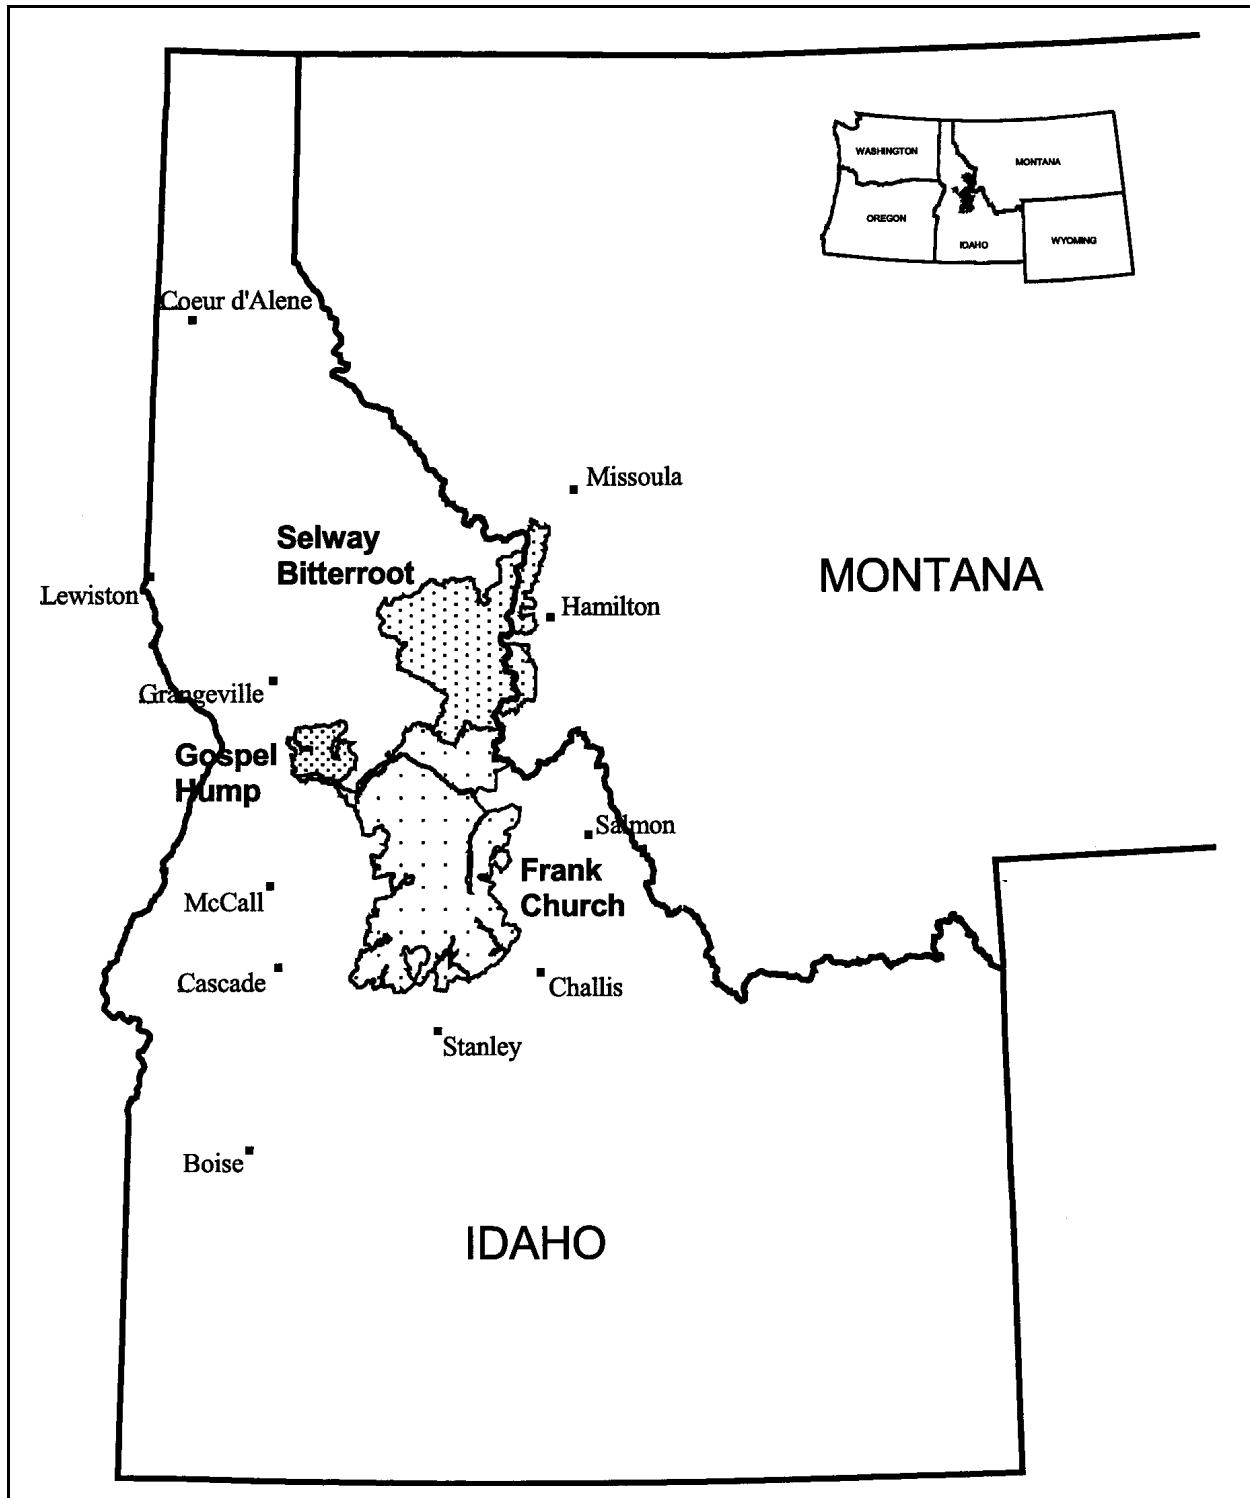 WASHINGTON
MONTANA
OREGON
IDAHO
WYOMING
Coeur d'Alene
Missoula
Selway
Bitterroot
MONTANA
Lewiston
Hamilton
Grangeville
Gospel
Hump
Salmon
Frank
Church
McCall
Cascade
Challis
Stanley
Boise
IDAHO